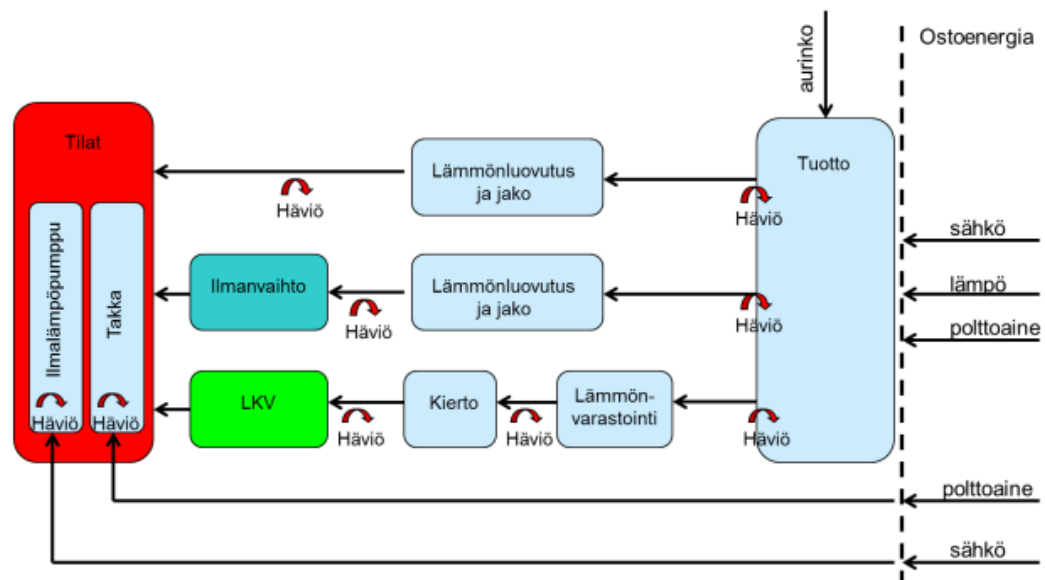 aurinko
Ostoenergia
Tilat
Lämmönluovutus
ja jako
Tuotto
Häviö
Häviö
sähkö
Ilmalämpöpumppu
Takka
Ilmanvaihto
Lämmönluovutus
ja jako
lämpö
Häviö
Häviö
polttoaine
LKV
Kierto
Lämmön-
varastointi
Häviö
Häviö
Häviö
Häviö
Häviö
polttoaine
sähkö